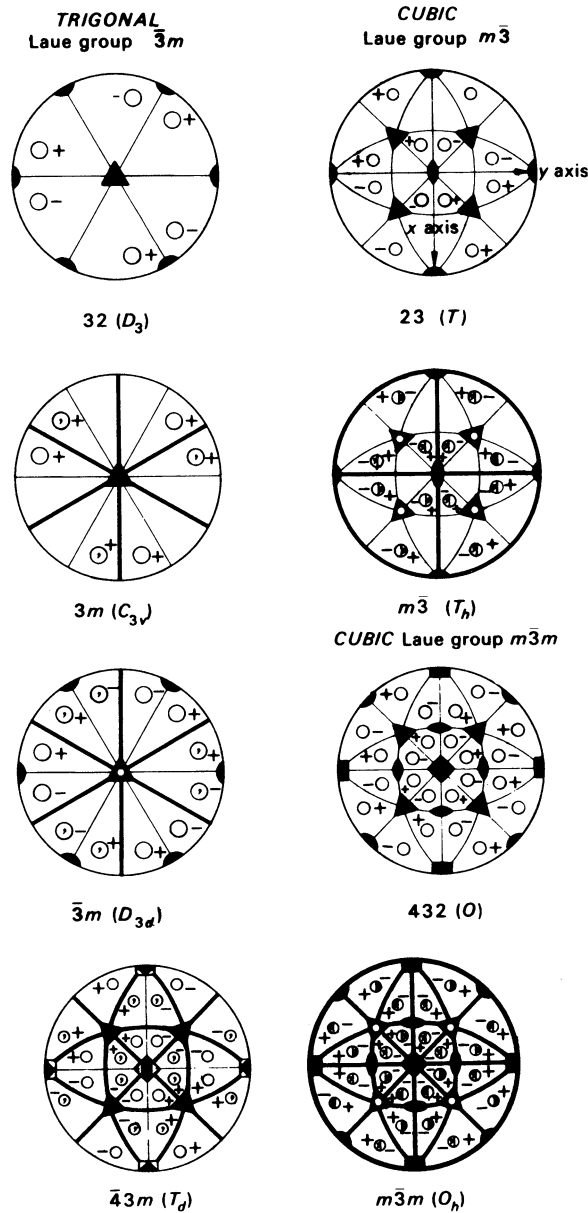 TRIGONAL
Laue group 3̅m
CUBIC
Laue group m3̅
y axis
x axis
32 (D₃)
23 (T)
3m (C₃ᵥ)
m3̅ (Tₕ)
CUBIC Laue group m3̅m
3̅m (D₃d)
432 (O)
4̅3m (T_d)
m3̅m (Oₕ)